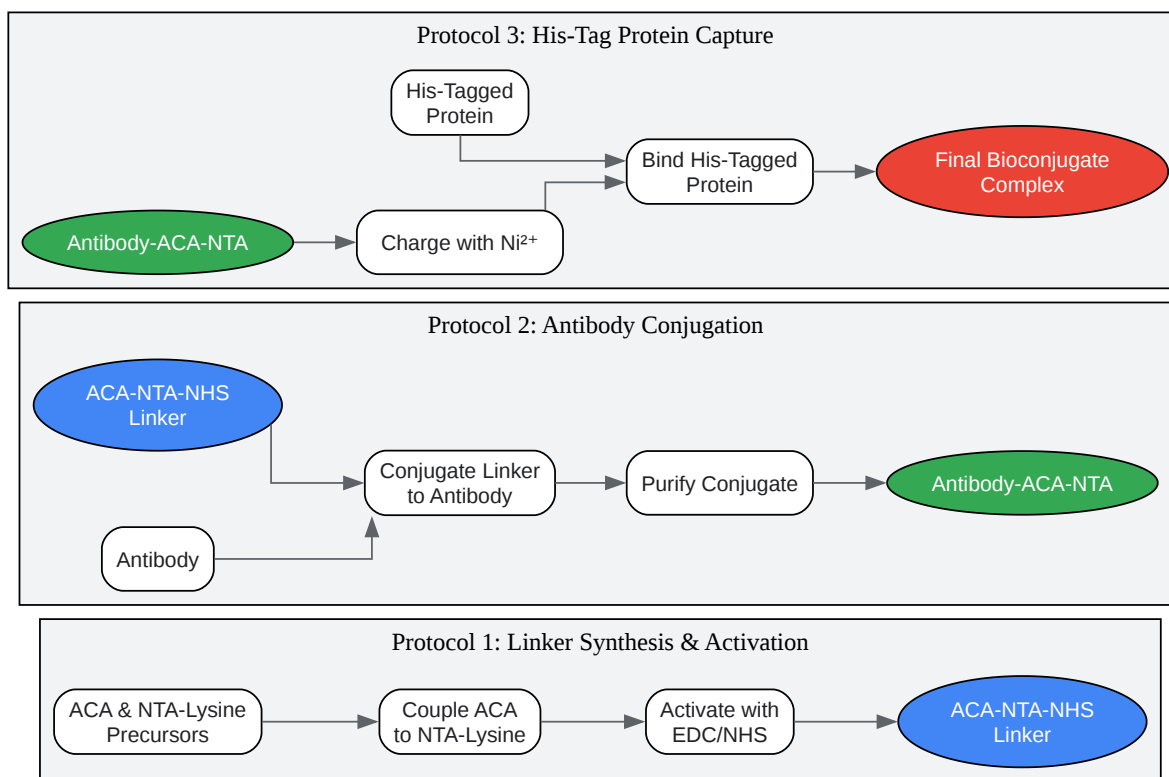 Protocol 3: His-Tag Protein Capture
His-Tagged
Protein
Bind His-Tagged
Protein
Final Bioconjugate
Complex
Antibody-ACA-NTA
Charge with Ni²⁺
Protocol 2: Antibody Conjugation
ACA-NTA-NHS
Linker
Conjugate Linker
to Antibody
Purify Conjugate
Antibody-ACA-NTA
Antibody
Protocol 1: Linker Synthesis & Activation
ACA & NTA-Lysine
Precursors
Couple ACA
to NTA-Lysine
Activate with
EDC/NHS
ACA-NTA-NHS
Linker